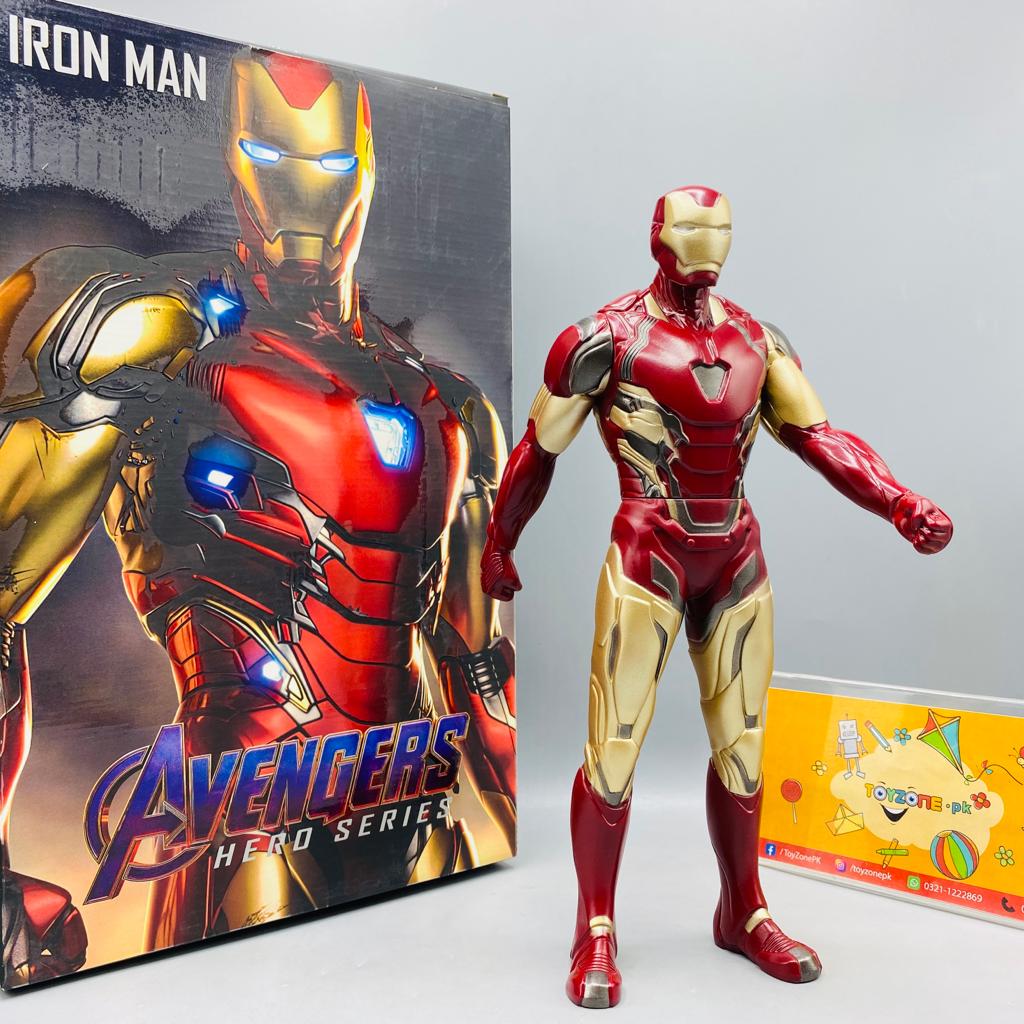 IRON MAN
AVENGERS
HERO SERIES
TOYZONE.pk
/ToyZonePK
/toyzonepk
0321-1222869